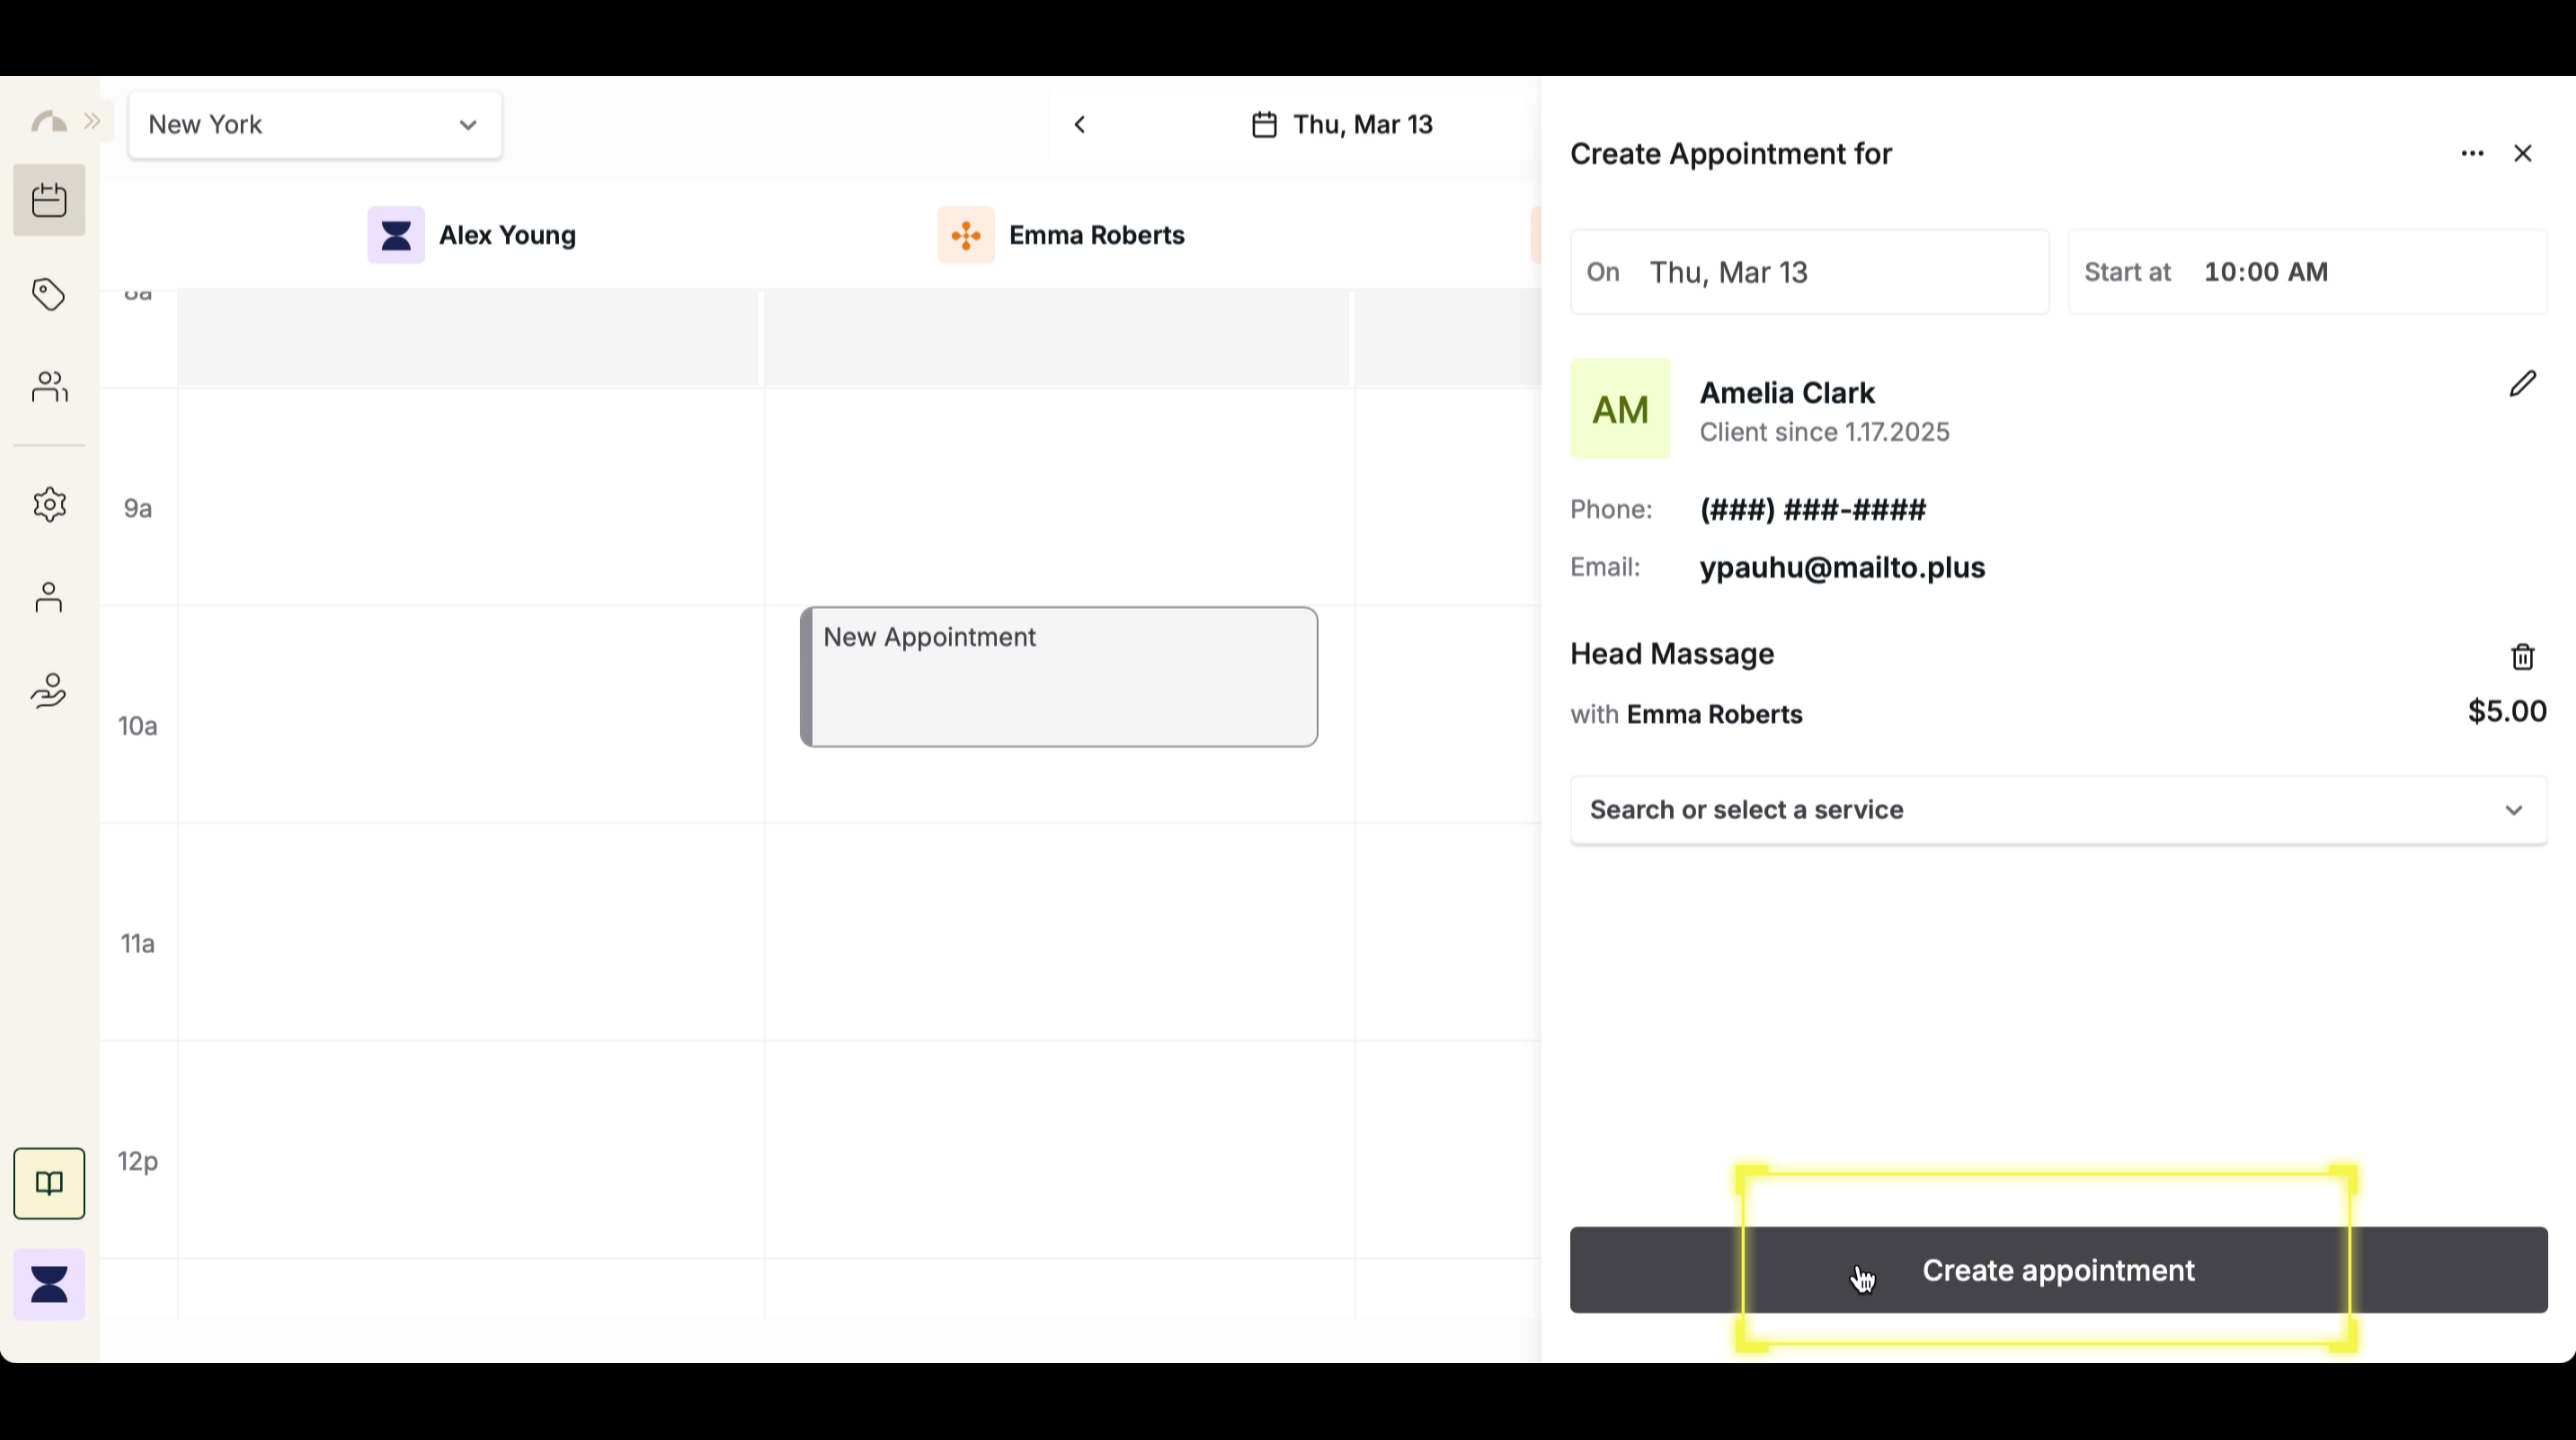 New York
Thu, Mar 13
Alex Young
Emma Roberts
8a
9a
10a
11a
12p
New Appointment
Create Appointment for
On Thu, Mar 13
Start at 10:00 AM
AM
Amelia Clark
Client since 1.17.2025
Phone: (###) ###-####
Email: ypauhu@mailto.plus
Head Massage
with Emma Roberts
$5.00
Search or select a service
Create appointment